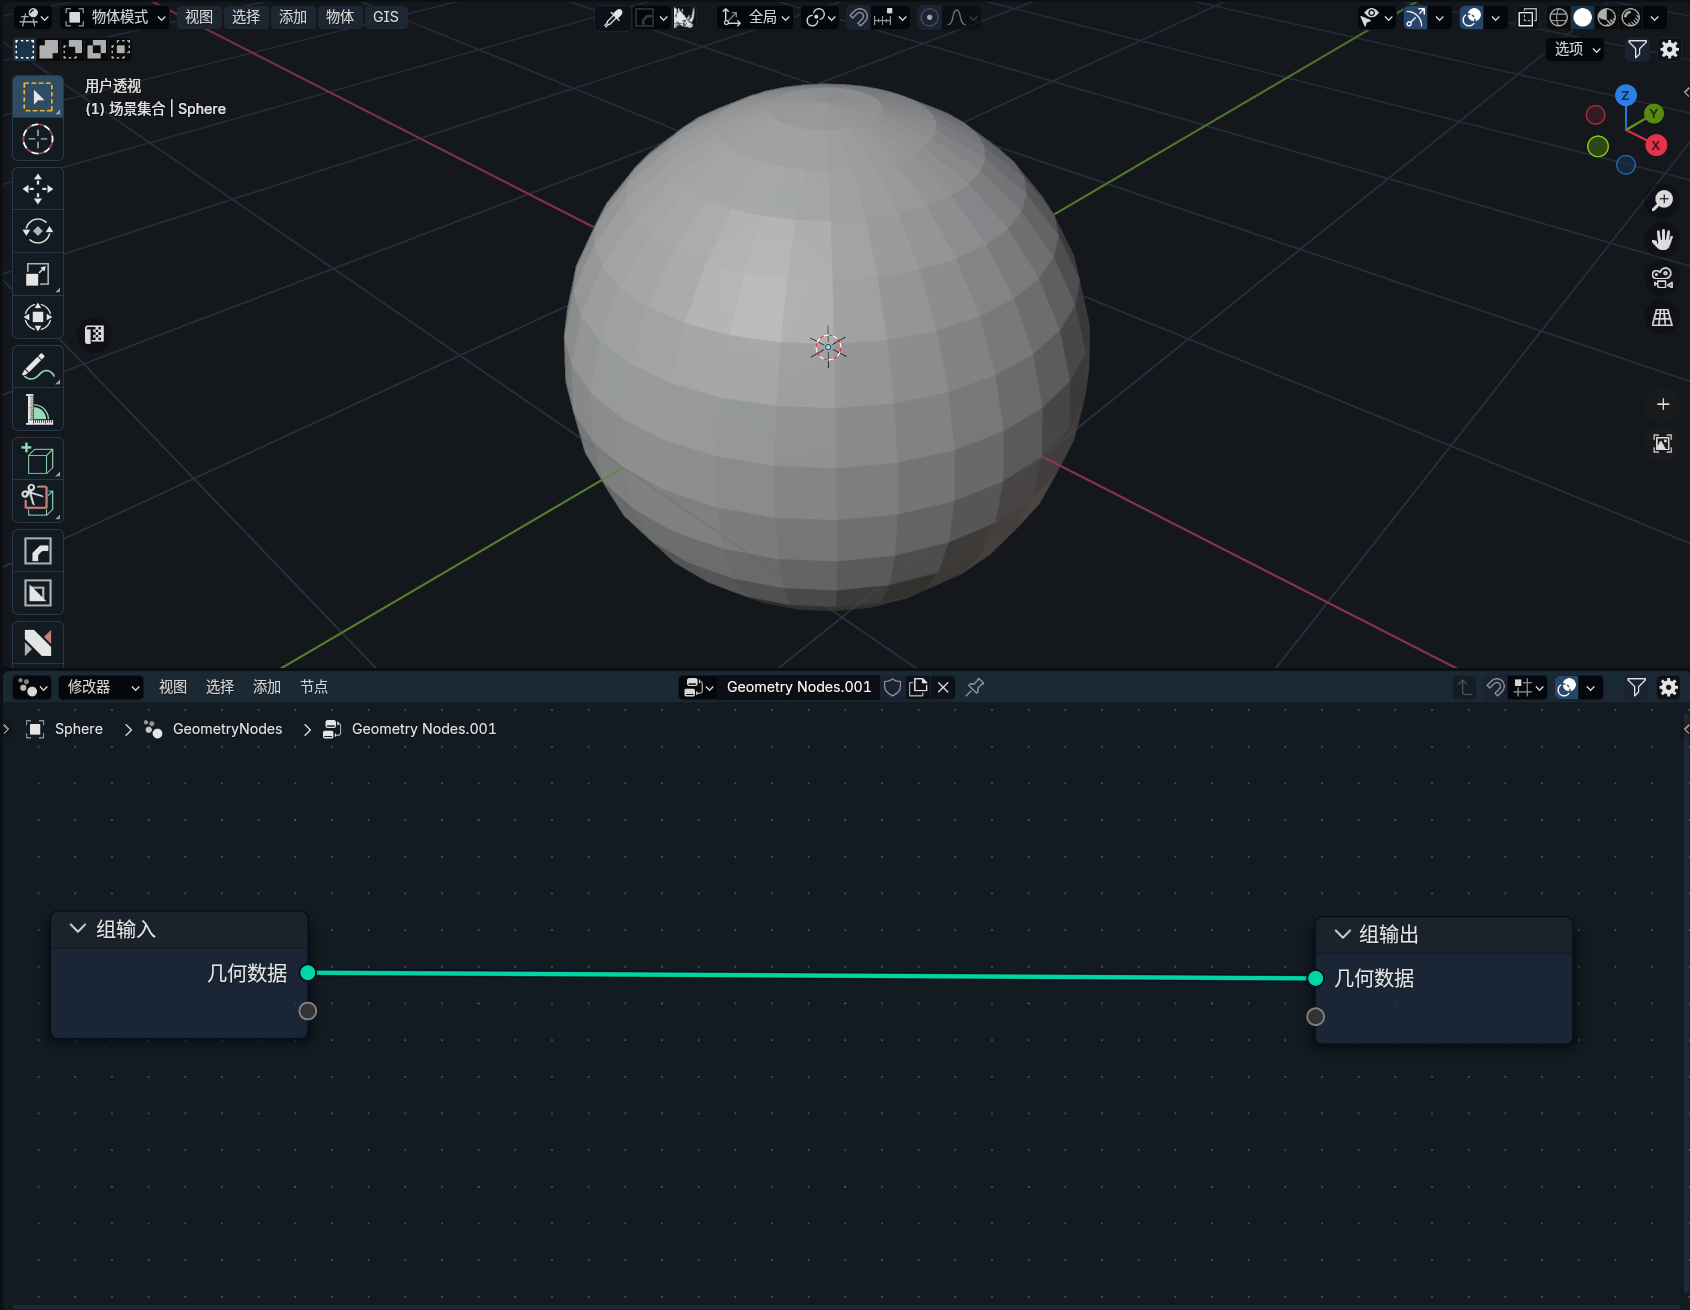 物体模式 视图 选择 添加 物体 GIS 全局
选项
用户透视
(1) 场景集合 | Sphere
Z
Y
X
修改器 视图 选择 添加 节点 Geometry Nodes.001
Sphere GeometryNodes Geometry Nodes.001
组输入
几何数据
组输出
几何数据